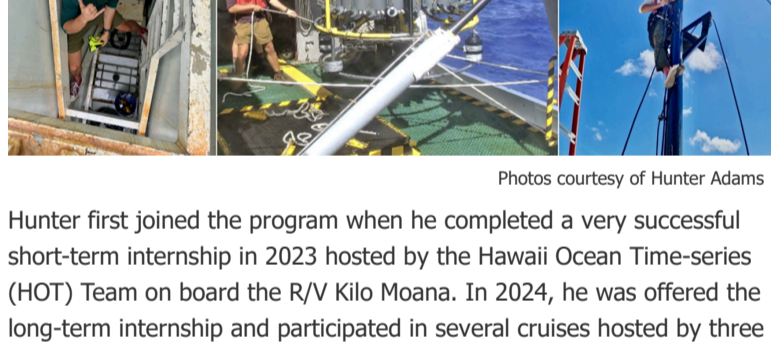 Photos courtesy of Hunter Adams
Hunter first joined the program when he completed a very successful
short-term internship in 2023 hosted by the Hawaii Ocean Time-series
(HOT) Team on board the R/V Kilo Moana. In 2024, he was offered the
long-term internship and participated in several cruises hosted by three